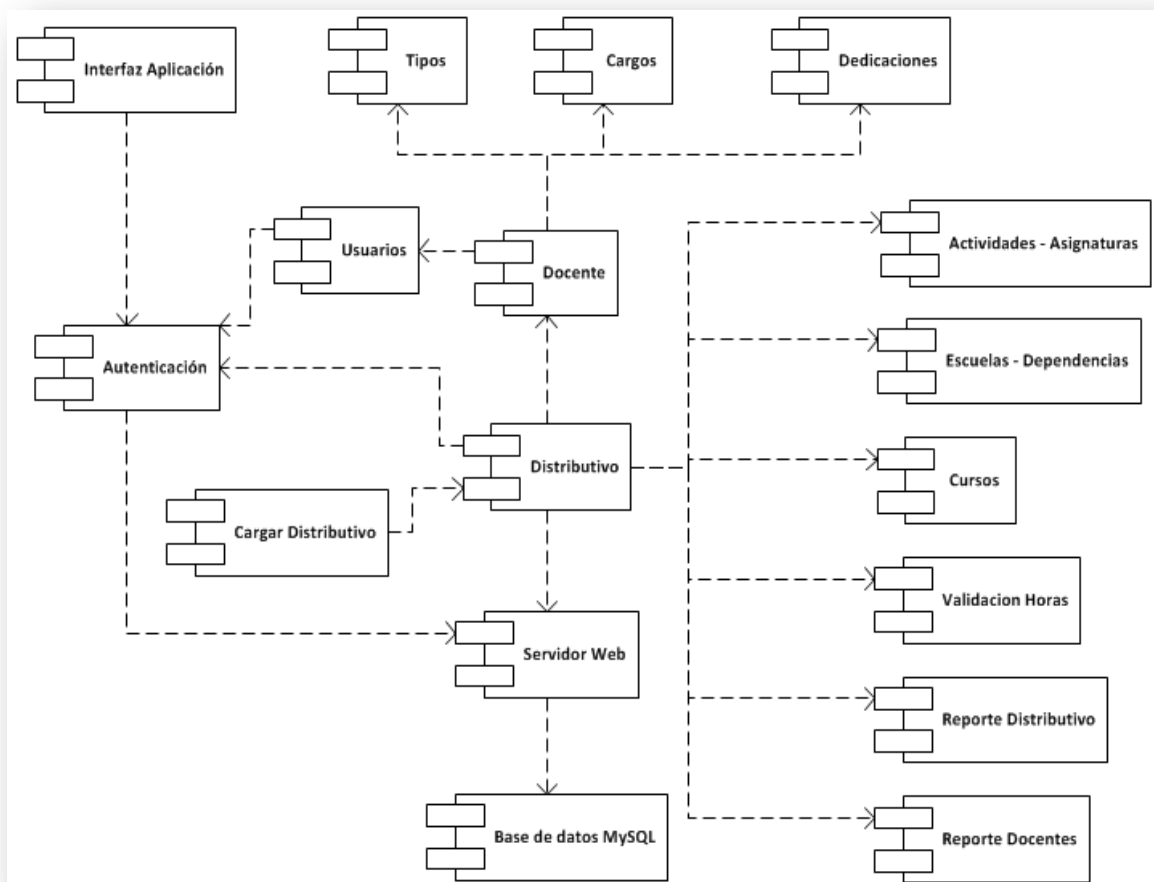 Interfaz Aplicación
Tipos
Cargos
Dedicaciones
Usuarios
Docente
Actividades - Asignaturas
Autenticación
Escuelas - Dependencias
Distributivo
Cursos
Cargar Distributivo
Validacion Horas
Servidor Web
Reporte Distributivo
Base de datos MySQL
Reporte Docentes